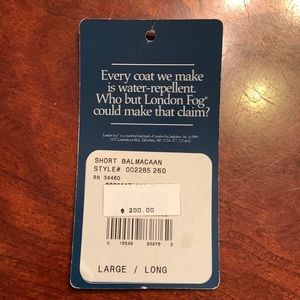 Every coat we make
is water-repellent.
Who but London Fog®
could make that claim?
SHORT BALMACAAN
STYLE# 002285 260
RN 34460
$ 200.00
0 15549 85876 2
LARGE / LONG